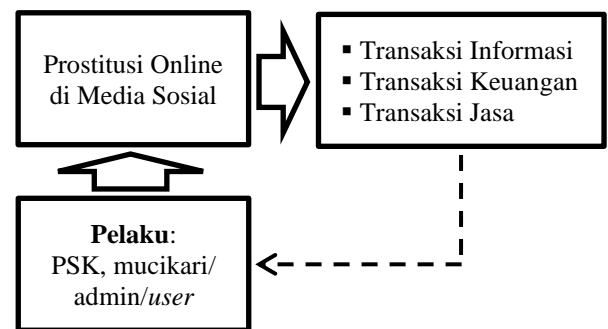 Prostitusi Online
di Media Sosial
▪ Transaksi Informasi
▪ Transaksi Keuangan
▪ Transaksi Jasa
Pelaku:
PSK, mucikari/
admin/user